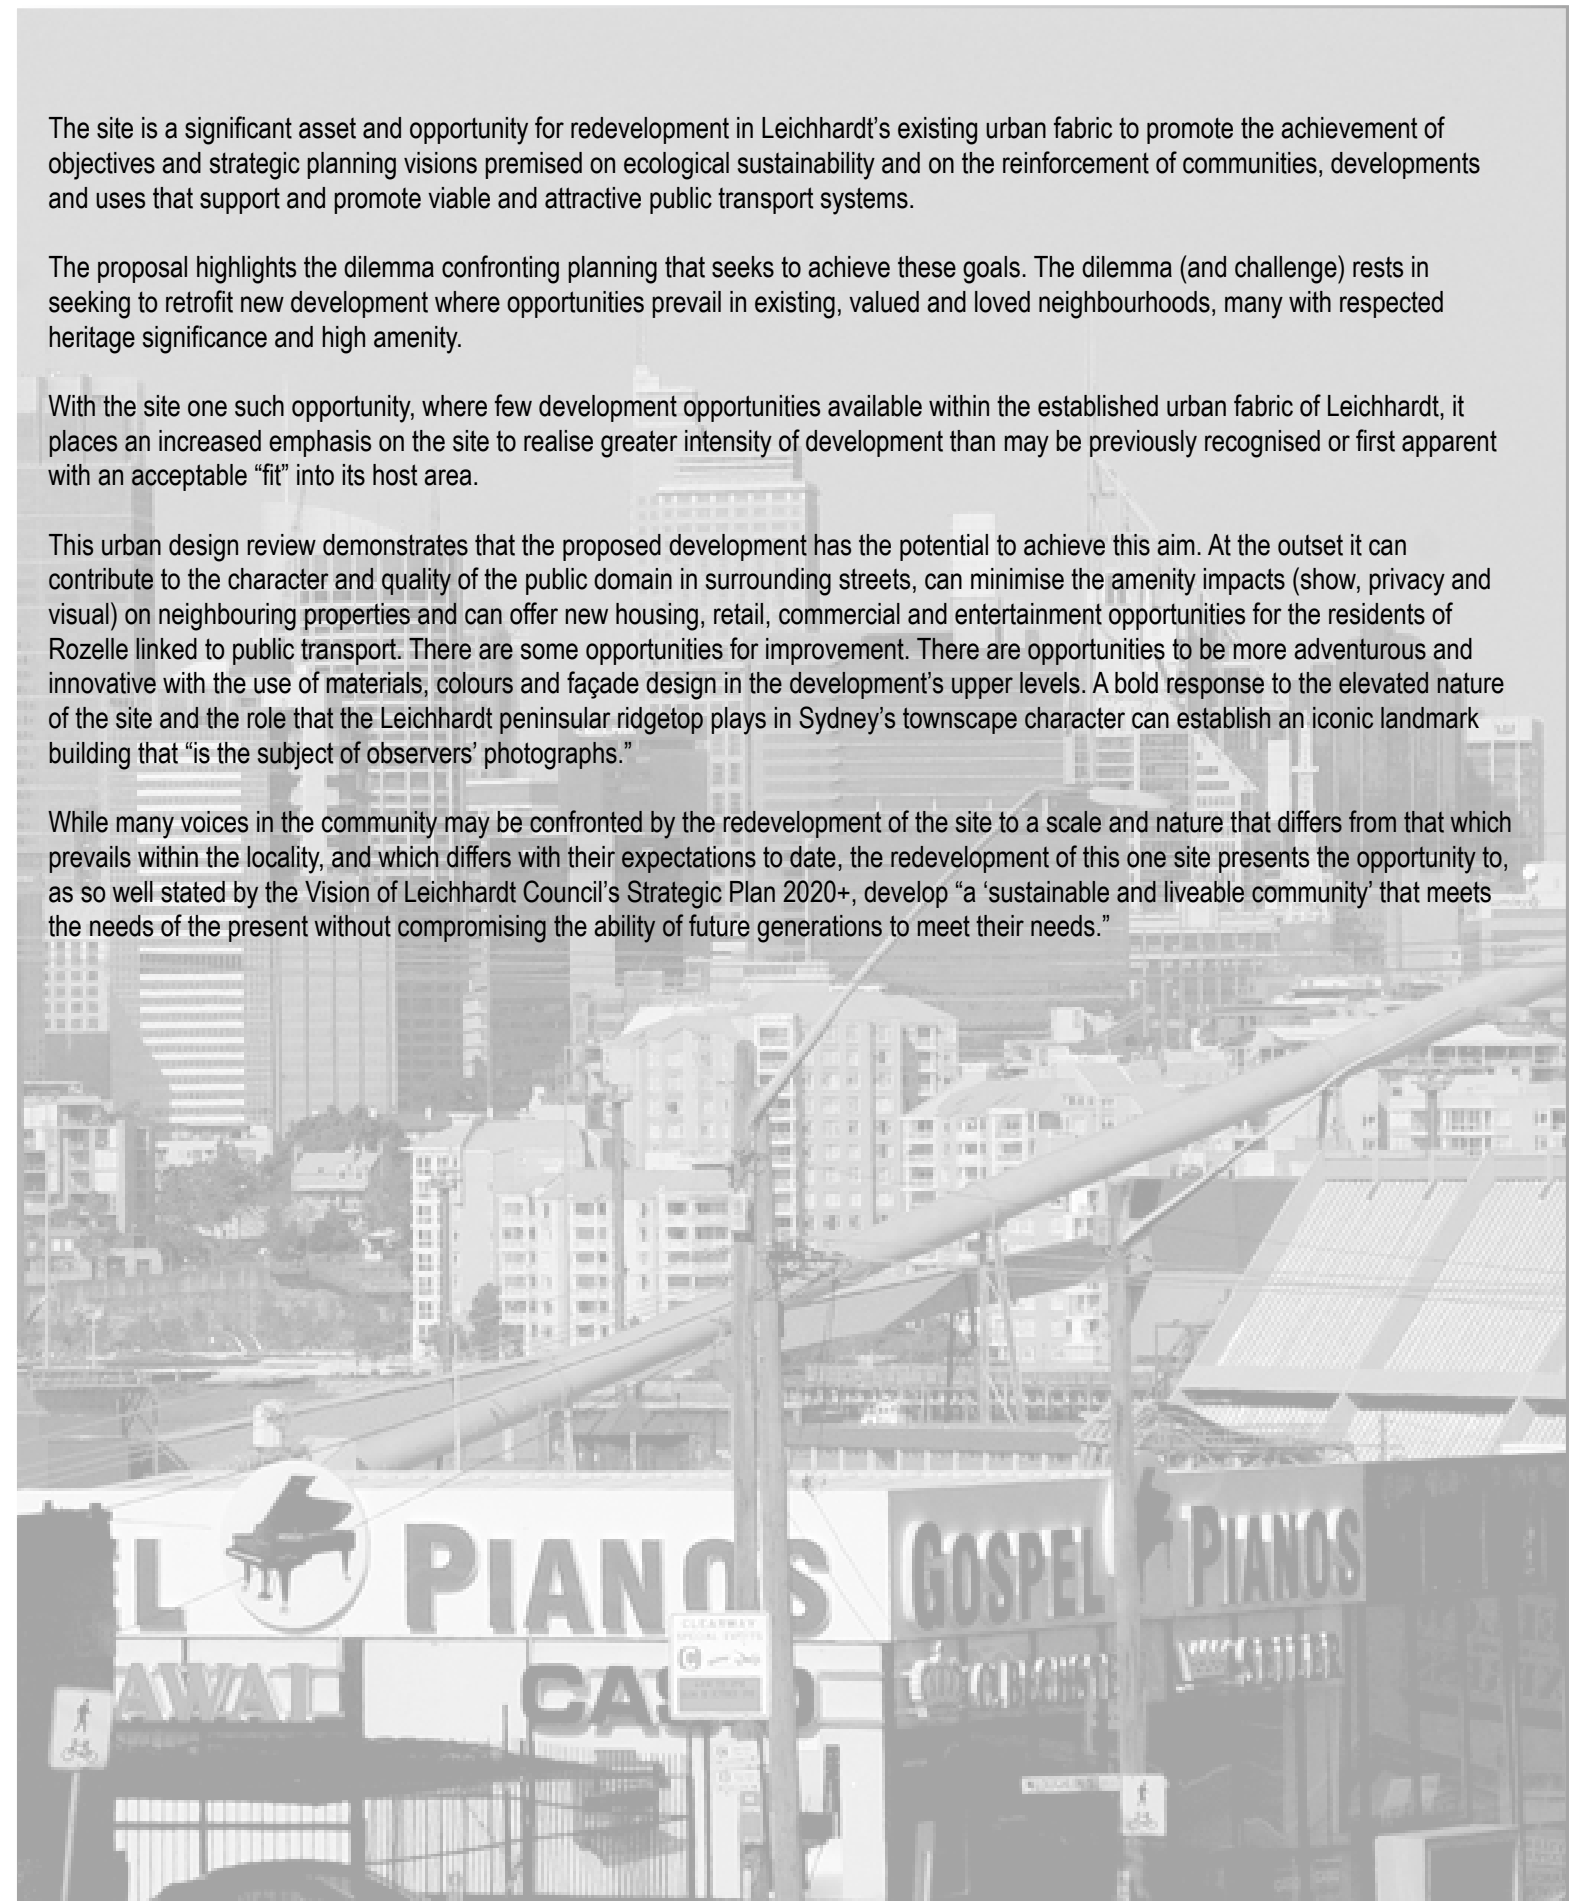 The site is a significant asset and opportunity for redevelopment in Leichhardt’s existing urban fabric to promote the achievement of
objectives and strategic planning visions premised on ecological sustainability and on the reinforcement of communities, developments
and uses that support and promote viable and attractive public transport systems.
The proposal highlights the dilemma confronting planning that seeks to achieve these goals. The dilemma (and challenge) rests in
seeking to retrofit new development where opportunities prevail in existing, valued and loved neighbourhoods, many with respected
heritage significance and high amenity.
With the site one such opportunity, where few development opportunities available within the established urban fabric of Leichhardt, it
places an increased emphasis on the site to realise greater intensity of development than may be previously recognised or first apparent
with an acceptable “fit” into its host area.
This urban design review demonstrates that the proposed development has the potential to achieve this aim. At the outset it can
contribute to the character and quality of the public domain in surrounding streets, can minimise the amenity impacts (show, privacy and
visual) on neighbouring properties and can offer new housing, retail, commercial and entertainment opportunities for the residents of
Rozelle linked to public transport. There are some opportunities for improvement. There are opportunities to be more adventurous and
innovative with the use of materials, colours and façade design in the development’s upper levels. A bold response to the elevated nature
of the site and the role that the Leichhardt peninsular ridgetop plays in Sydney’s townscape character can establish an iconic landmark
building that “is the subject of observers’ photographs.”
While many voices in the community may be confronted by the redevelopment of the site to a scale and nature that differs from that which
prevails within the locality, and which differs with their expectations to date, the redevelopment of this one site presents the opportunity to,
as so well stated by the Vision of Leichhardt Council’s Strategic Plan 2020+, develop “a ‘sustainable and liveable community’ that meets
the needs of the present without compromising the ability of future generations to meet their needs.”
EL PIANOS
GOSPEL PIANOS
AWAI
CLEARWAY
SPECIAL EVENTS